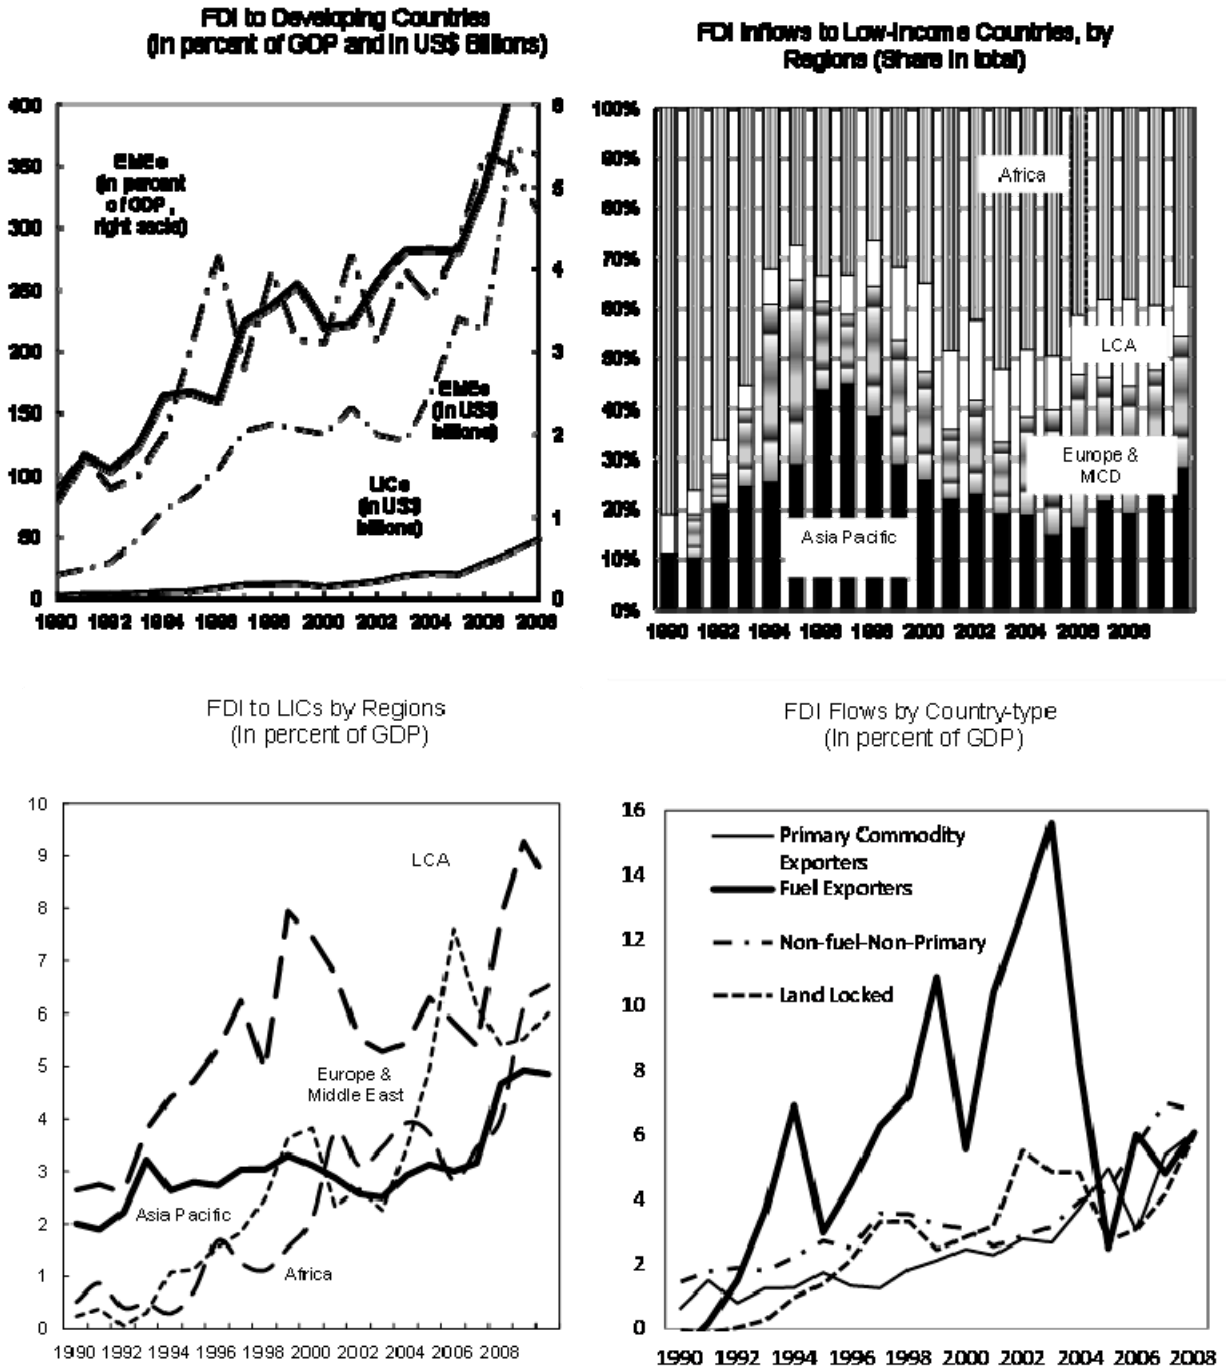 FDI to Developing Countries
(In percent of GDP and in US$ Billions)
400
350
300
250
200
150
100
50
0
6
5
4
3
2
1
0
EMEs
(in percent
of GDP,
right scale)
EMEs
(in US$
billions)
LICs
(in US$
billions)
1990 1992 1994 1996 1998 2000 2002 2004 2006
FDI Inflows to Low-income Countries, by
Regions (Share in total)
100%
90%
80%
70%
60%
50%
40%
30%
20%
10%
0%
Africa
LCA
Europe &
MCD
Asia Pacific
1990 1992 1994 1996 1998 2000 2002 2004 2006 2008
FDI to LICs by Regions
(In percent of GDP)
10
9
8
7
6
5
4
3
2
1
0
LCA
Europe &
Middle East
Asia Pacific
Africa
1990 1992 1994 1996 1998 2000 2002 2004 2006 2008
FDI Flows by Country-type
(In percent of GDP)
16
14
12
10
8
6
4
2
0
Primary Commodity
Exporters
Fuel Exporters
Non-fuel-Non-Primary
Land Locked
1990 1992 1994 1996 1998 2000 2002 2004 2006 2008